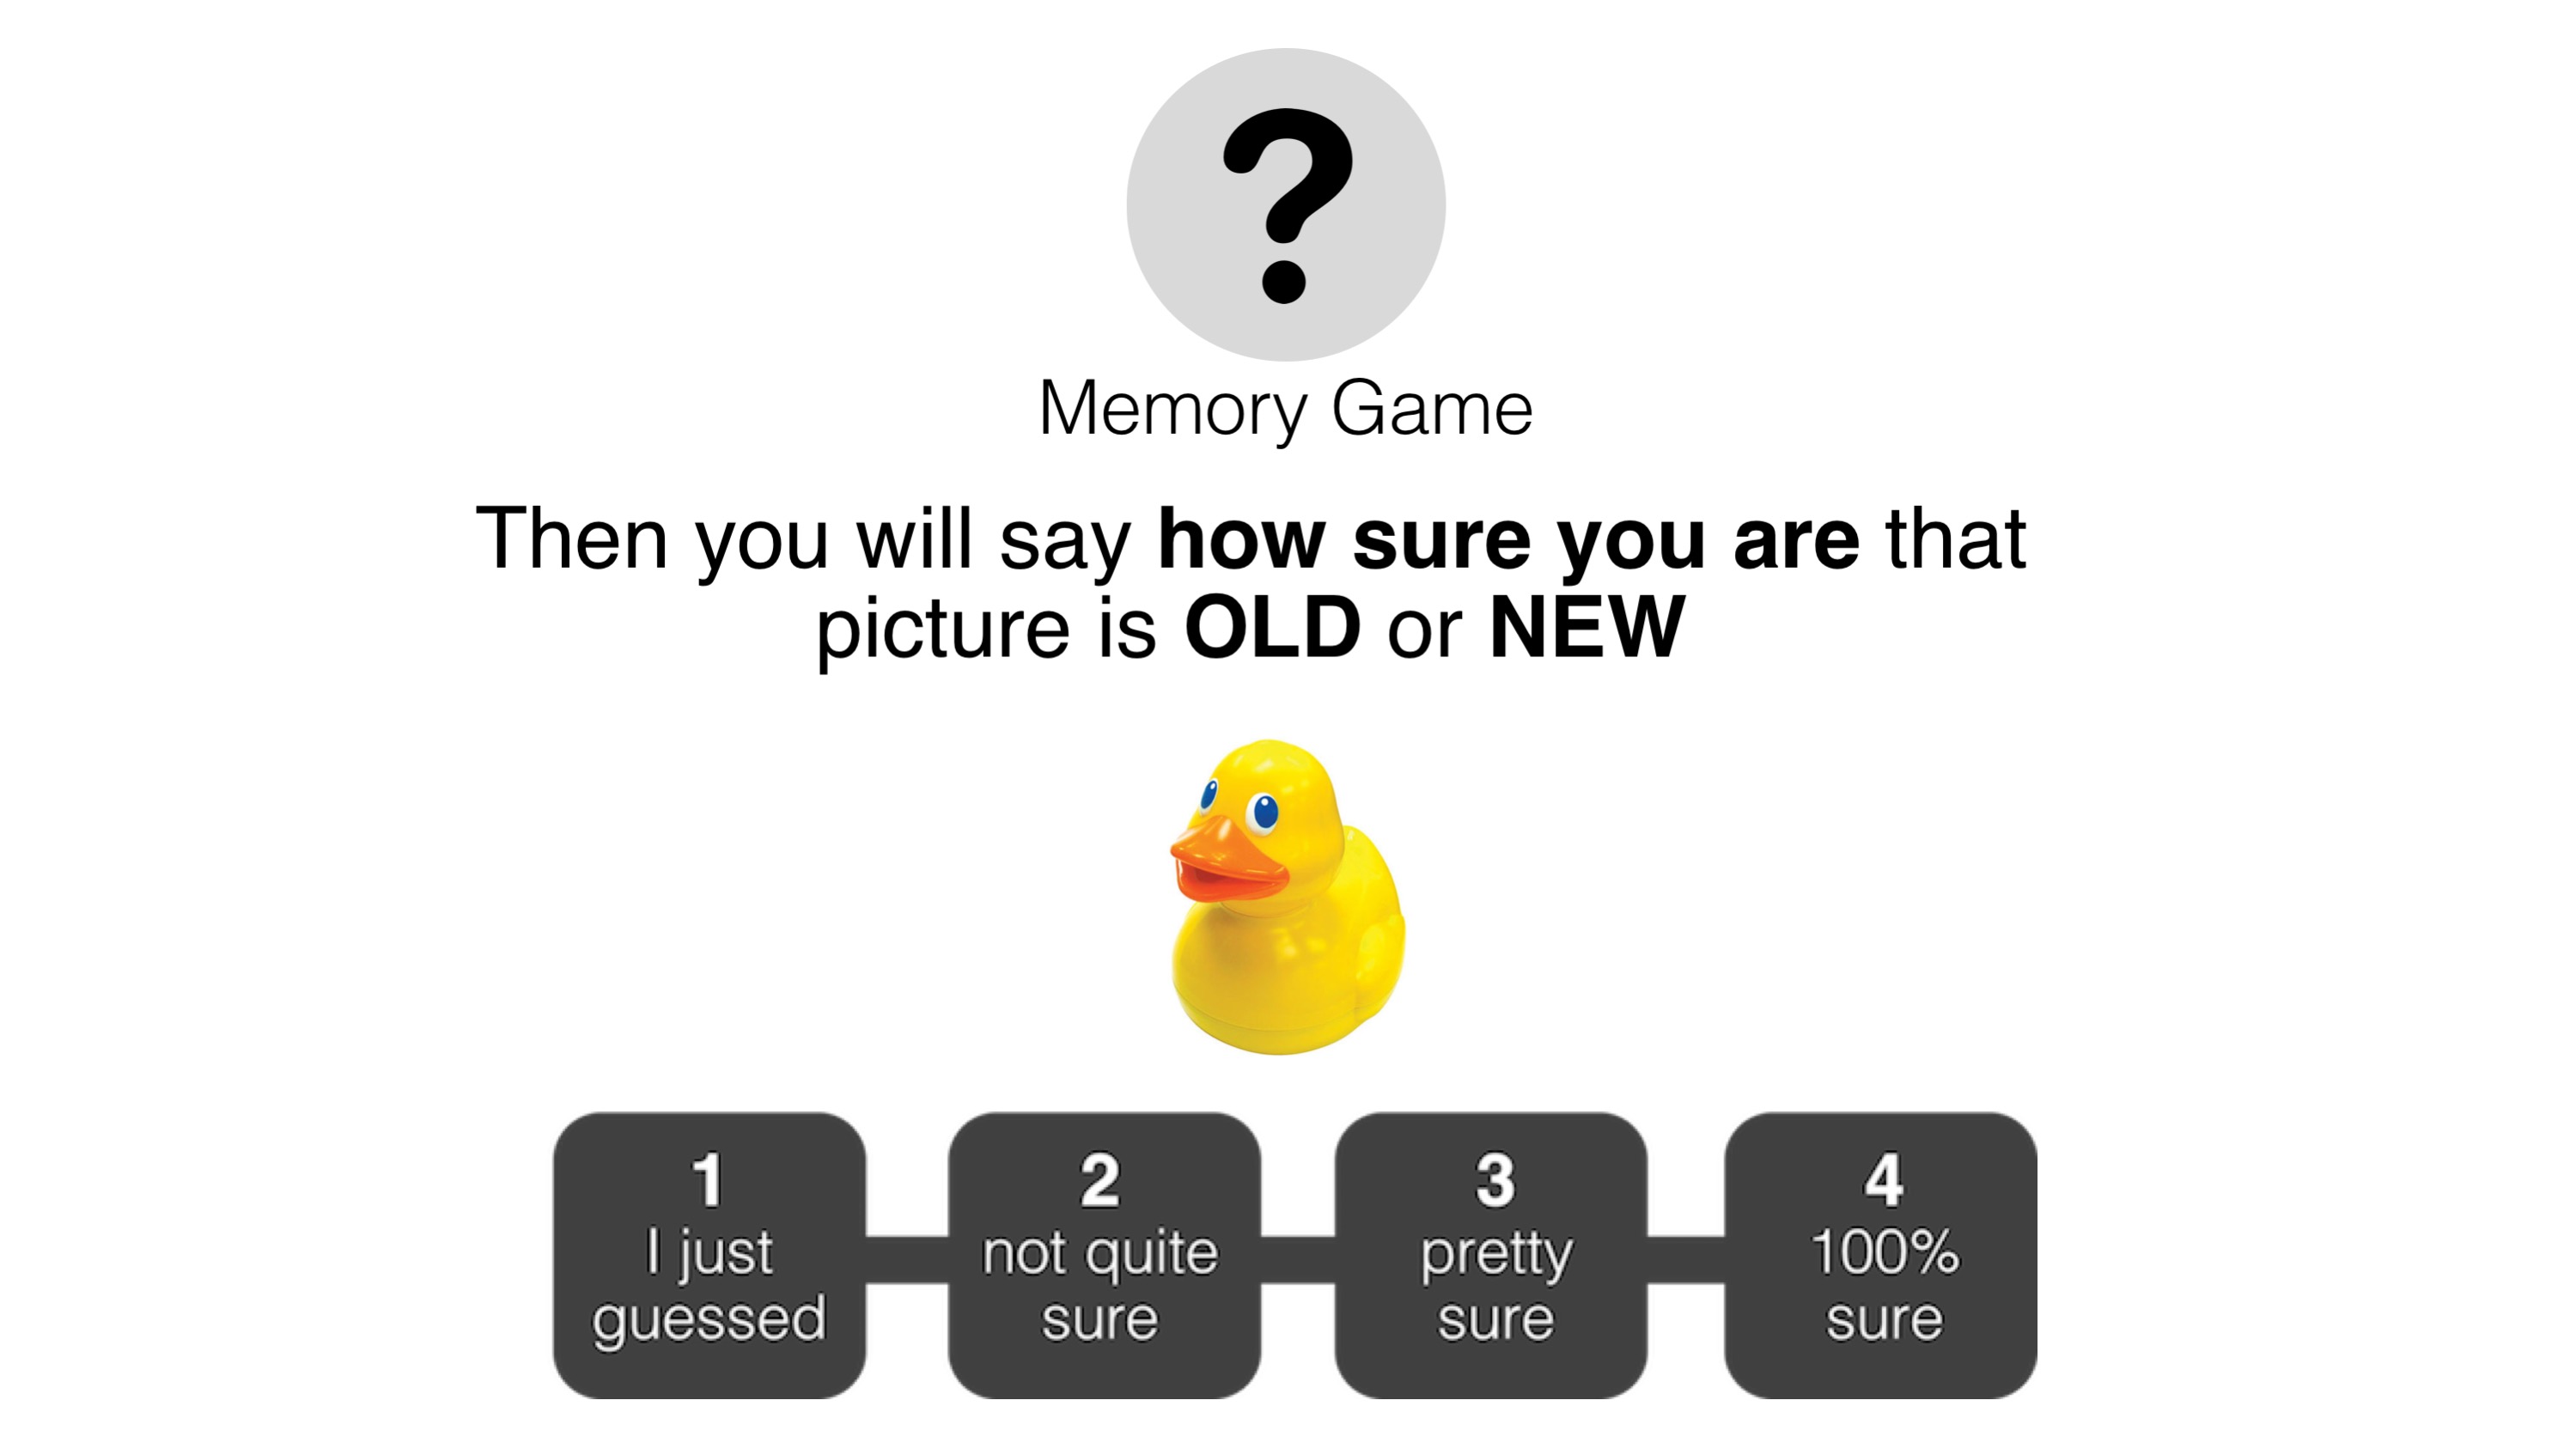 ?
Memory Game
Then you will say how sure you are that
picture is OLD or NEW
1
I just
guessed
2
not quite
sure
3
pretty
sure
4
100%
sure